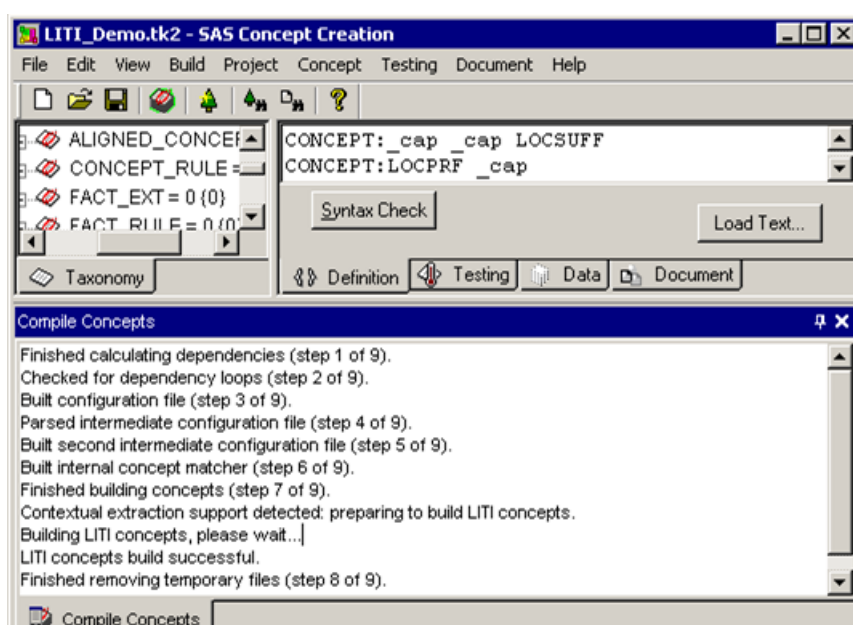 LITI_Demo.tk2 - SAS Concept Creation
File Edit View Build Project Concept Testing Document Help
ALIGNED_CONCEF
CONCEPT_RULE =
FACT_EXT = 0 {0}
FACT_RULE = 0 {0}
Taxonomy
CONCEPT:_cap _cap LOCSUFF
CONCEPT:LOCPRF _cap
Syntax Check
Load Text...
Definition Testing Data Document
Compile Concepts
Finished calculating dependencies (step 1 of 9).
Checked for dependency loops (step 2 of 9).
Built configuration file (step 3 of 9).
Parsed intermediate configuration file (step 4 of 9).
Built second intermediate configuration file (step 5 of 9).
Built internal concept matcher (step 6 of 9).
Finished building concepts (step 7 of 9).
Contextual extraction support detected: preparing to build LITI concepts.
Building LITI concepts, please wait...
LITI concepts build successful.
Finished removing temporary files (step 8 of 9).
Compile Concepts